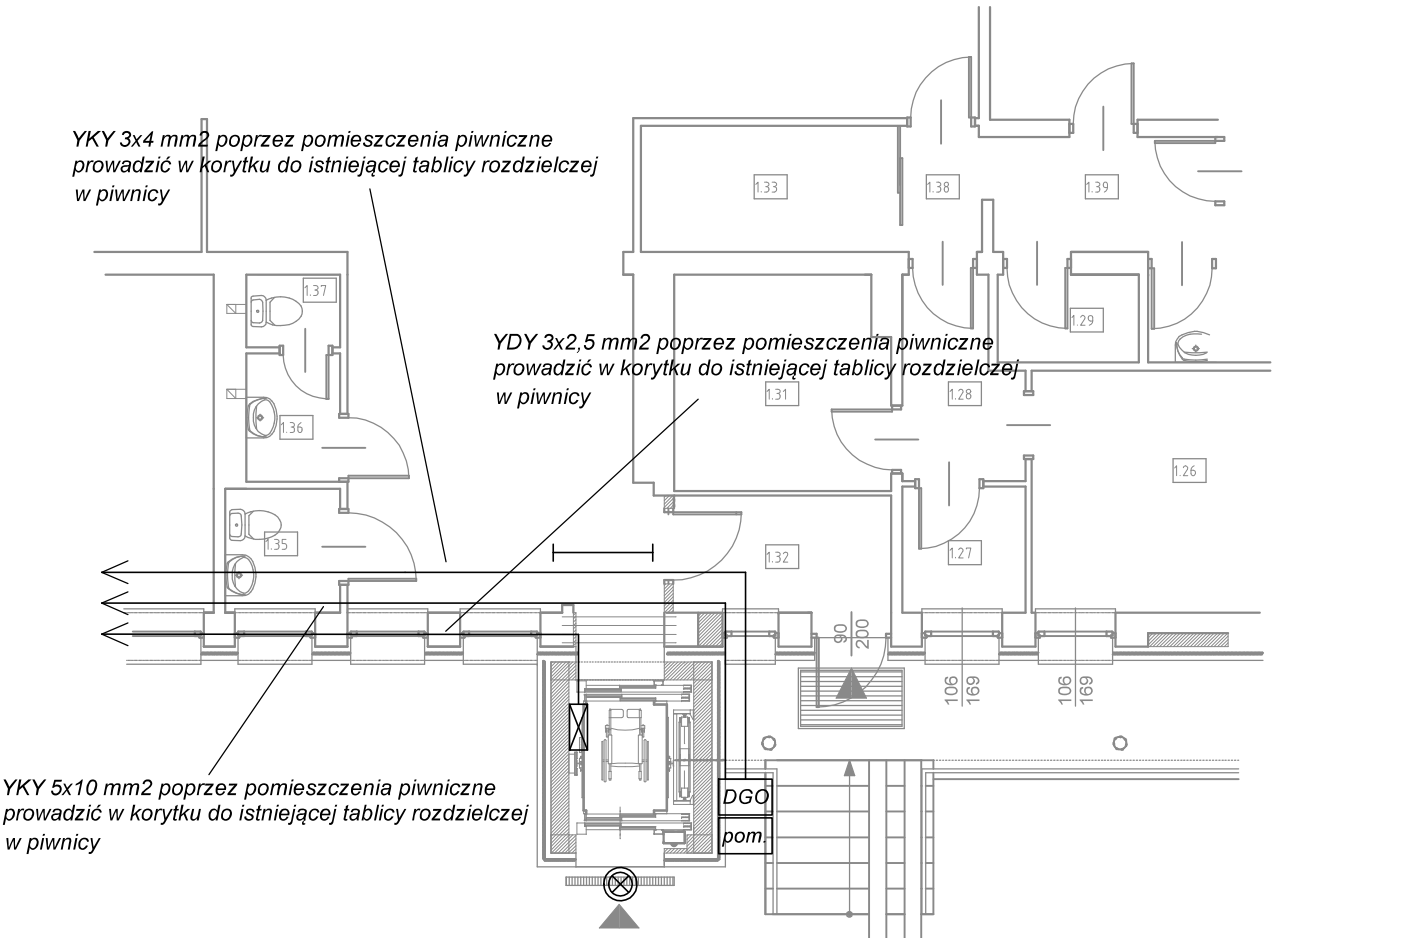 YKY 3x4 mm2 poprzez pomieszczenia piwniczne
prowadzić w korytku do istniejącej tablicy rozdzielczej
w piwnicy
1.33
1.38
1.39
1.37
1.29
YDY 3x2,5 mm2 poprzez pomieszczenia piwniczne
prowadzić w korytku do istniejącej tablicy rozdzielczej
w piwnicy
1.31
1.28
1.36
1.26
1.35
1.32
1.27
90
200
106
169
106
169
YKY 5x10 mm2 poprzez pomieszczenia piwniczne
prowadzić w korytku do istniejącej tablicy rozdzielczej
w piwnicy
DGO
pom.